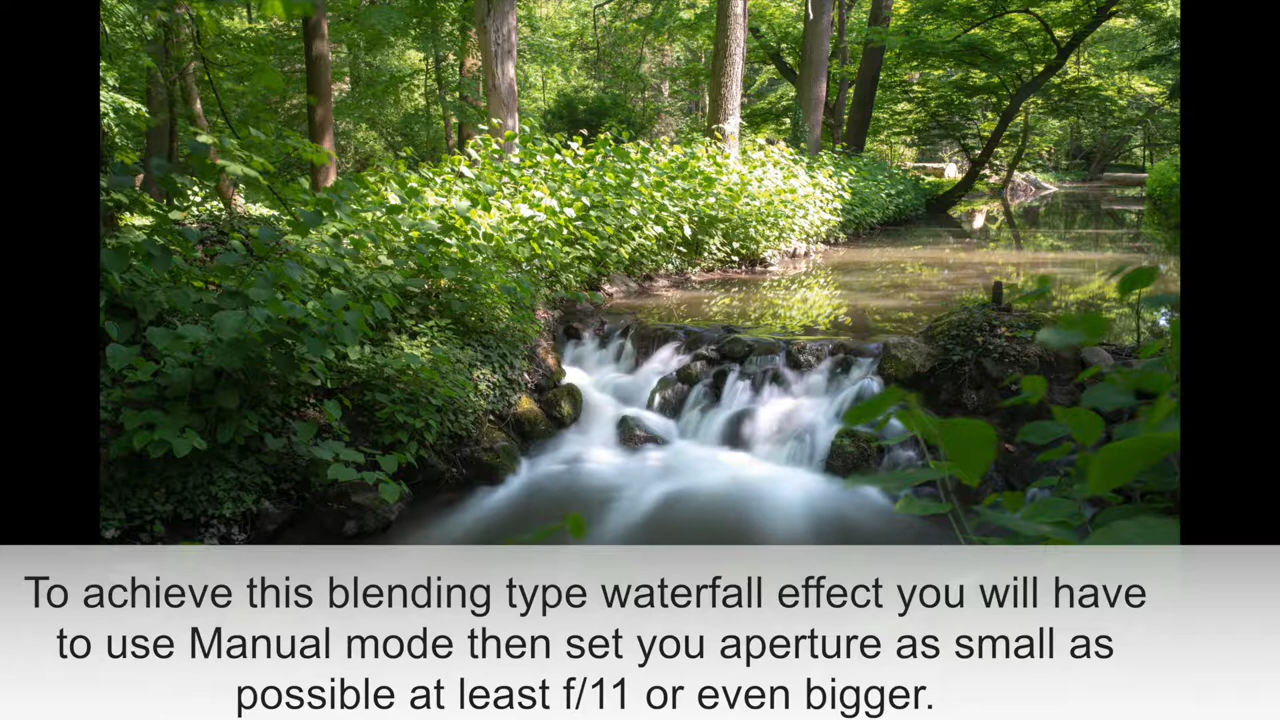 To achieve this blending type waterfall effect you will have
to use Manual mode then set you aperture as small as
possible at least f/11 or even bigger.